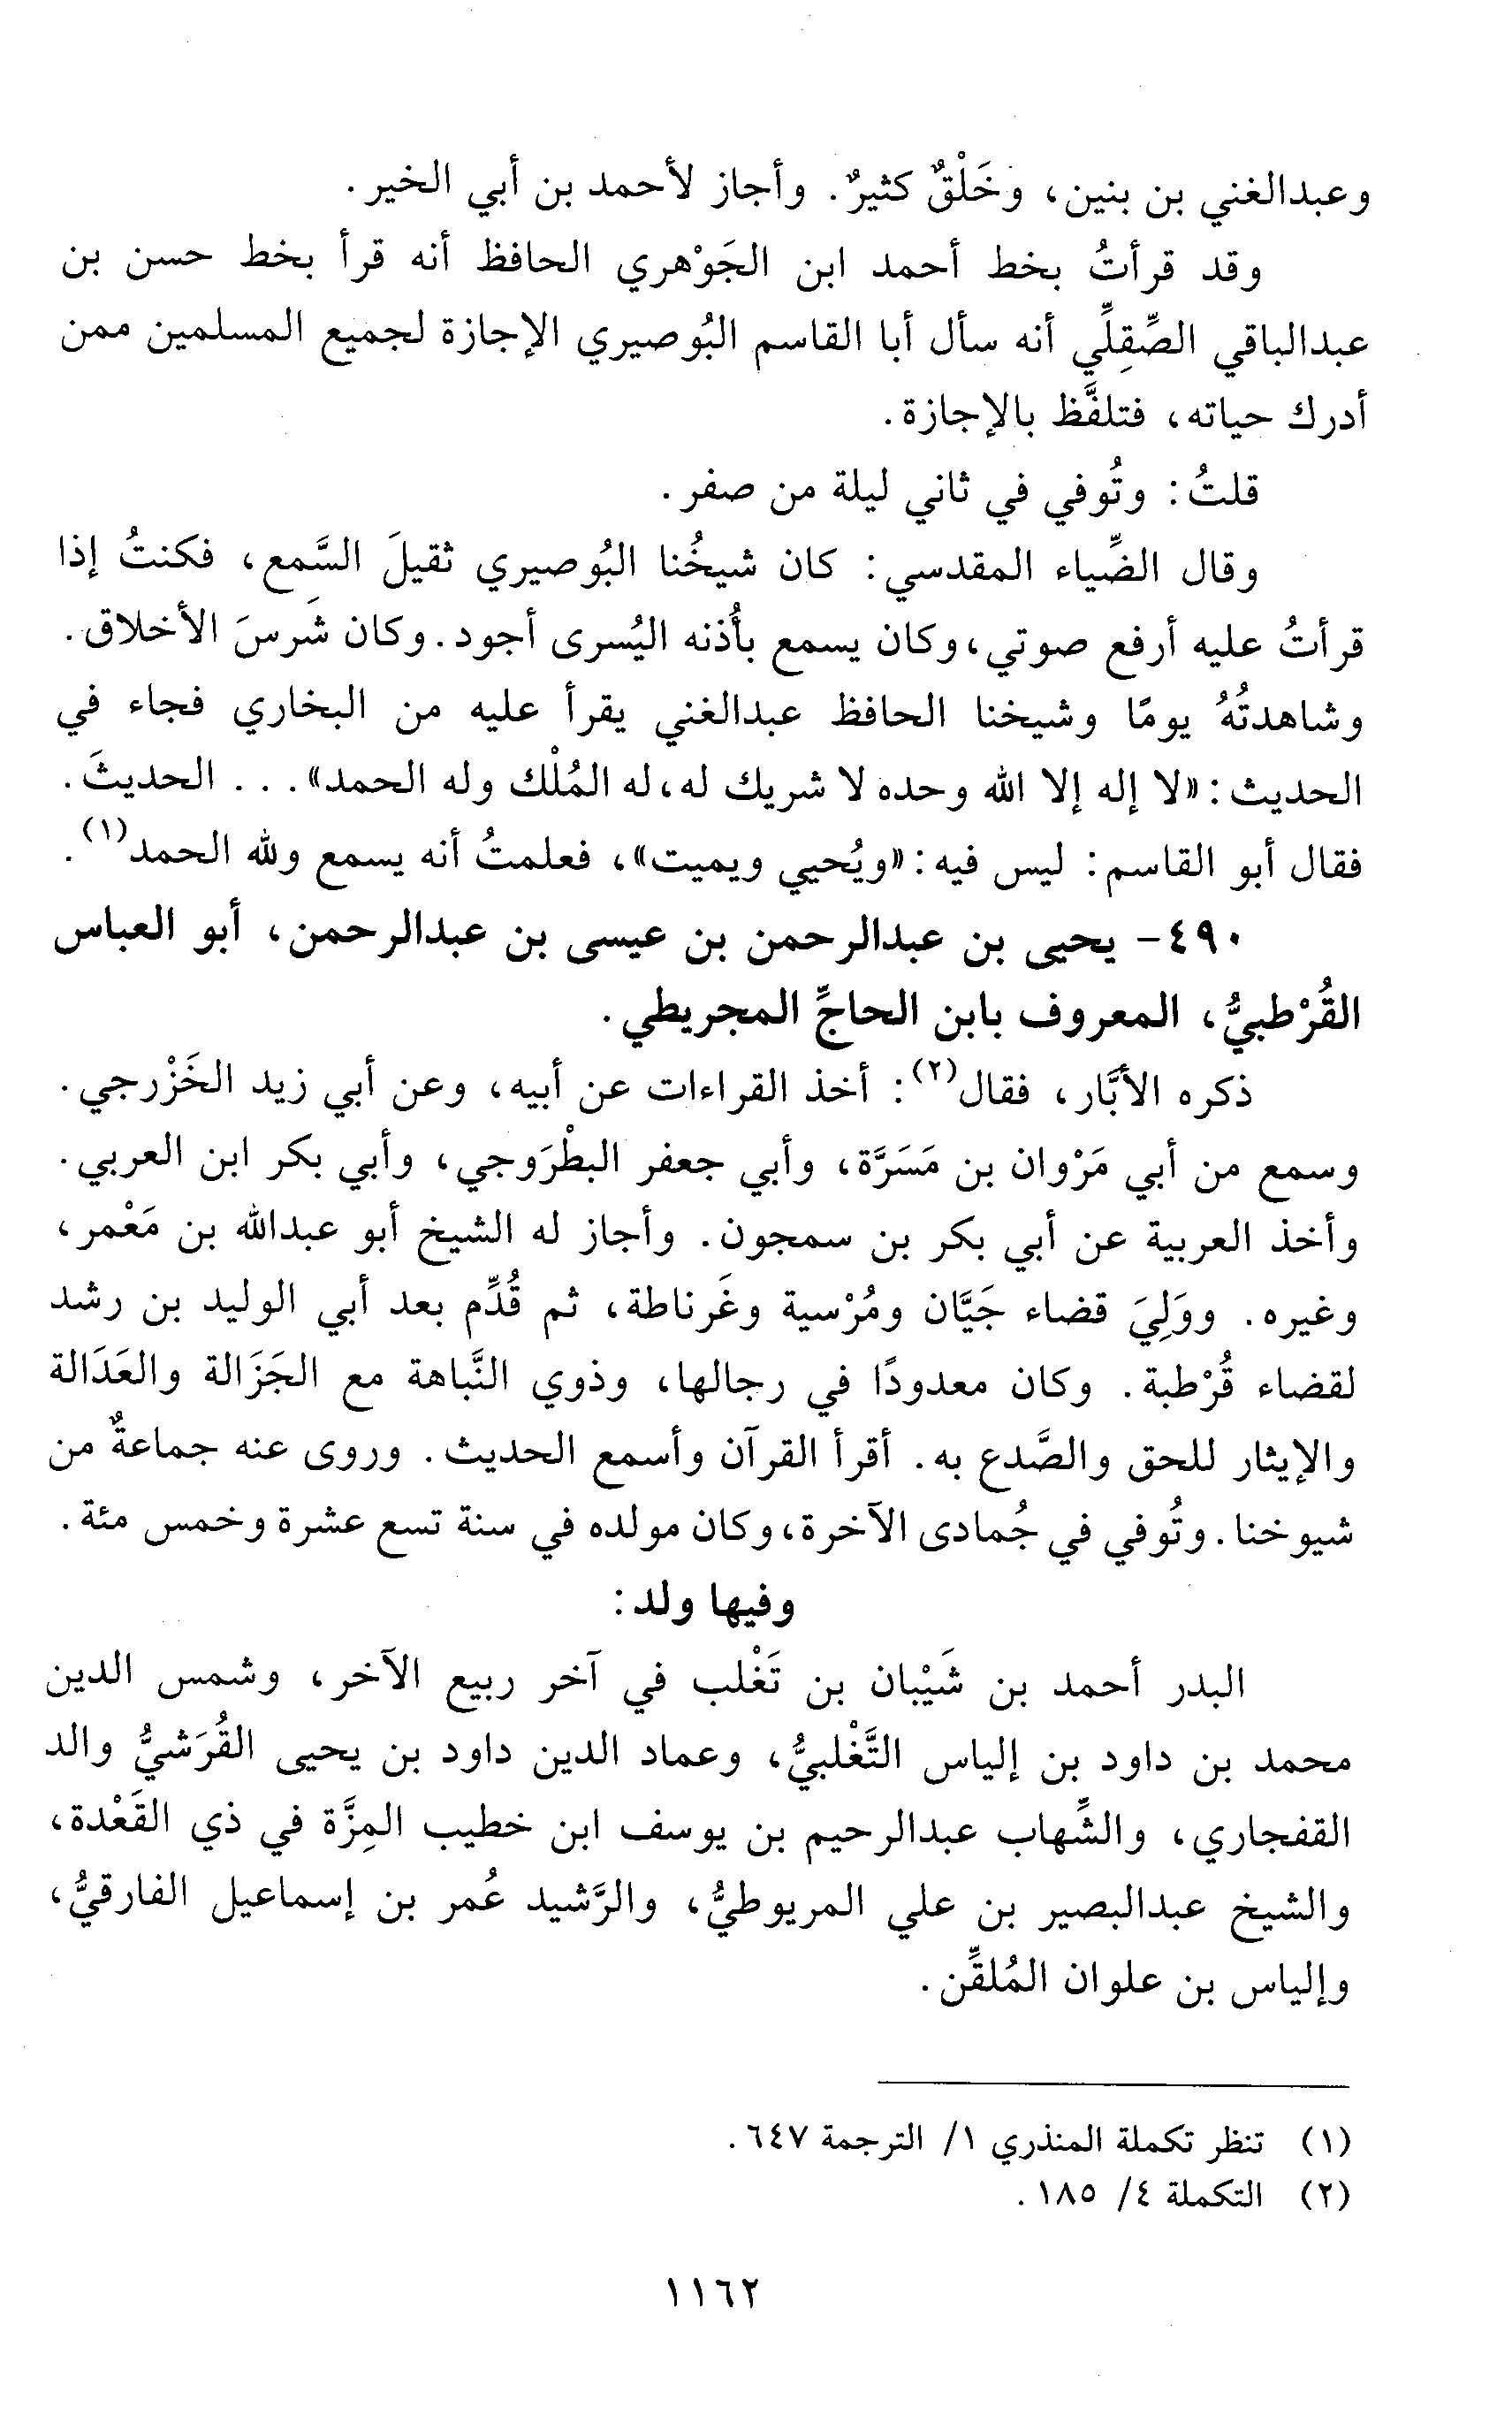 وعبدالغني بن بنين، وخَلْقٌ كثيرٌ. وأجاز لأحمد بن أبي الخير.
وقد قرأتُ بخط أحمد ابن الجَوْهري الحافظ أنه قرأ بخط حسن بن
عبدالباقي الصِّقِلِّي أنه سأل أبا القاسم البُوصيري الإجازة لجميع المسلمين ممن
أدرك حياته، فتلفَّظ بالإجازة.
قلتُ: وتُوفي في ثاني ليلة من صفر.
وقال الضِّياء المقدسي: كان شيخُنا البُوصيري ثقيلَ السَّمع، فكنتُ إذا
قرأتُ عليه أرفع صوتي، وكان يسمع بأُذنه اليُسرى أجود. وكان شَرسَ الأخلاق.
وشاهدتُهُ يومًا وشيخنا الحافظ عبدالغني يقرأ عليه من البخاري فجاء في
الحديث: «لا إله إلا الله وحده لا شريك له، له المُلْك وله الحمد». . . الحديثَ.
فقال أبو القاسم: ليس فيه: «ويُحيي ويميت»، فعلمتُ أنه يسمع ولله الحمد(١).
٤٩٠- يحيى بن عبدالرحمن بن عيسى بن عبدالرحمن، أبو العباس
القُرْطبيُّ، المعروف بابن الحاجِّ المجريطي.
ذكره الأبَّار، فقال(٢): أخذ القراءات عن أبيه، وعن أبي زيد الخَزْرجي.
وسمع من أبي مَرْوان بن مَسَرَّة، وأبي جعفر البطْرَوجي، وأبي بكر ابن العربي.
وأخذ العربية عن أبي بكر بن سمجون. وأجاز له الشيخ أبو عبدالله بن مَعْمر،
وغيره. ووَلِيَ قضاء جَيَّان ومُرْسية وغَرناطة، ثم قُدِّم بعد أبي الوليد بن رشد
لقضاء قُرْطبة. وكان معدودًا في رجالها، وذوي النَّباهة مع الجَزَالة والعَدَالة
والإيثار للحق والصَّدع به. أقرأ القرآن وأسمع الحديث. وروى عنه جماعةٌ من
شيوخنا. وتُوفي في جُمادى الآخرة، وكان مولده في سنة تسع عشرة وخمس مئة.
وفيها ولد:
البدر أحمد بن شَيْبان بن تَغْلب في آخر ربيع الآخر، وشمس الدين
محمد بن داود بن إلياس التَّغْلبيُّ، وعماد الدين داود بن يحيى القُرَشيُّ والد
القفجاري، والشِّهاب عبدالرحيم بن يوسف ابن خطيب المِزَّة في ذي القَعْدة،
والشيخ عبدالبصير بن علي المريوطيُّ، والرَّشيد عُمر بن إسماعيل الفارقيُّ،
وإلياس بن علوان المُلقِّن.
(١) تنظر تكملة المنذري ١/ الترجمة ٦٤٧.
(٢) التكملة ٤/ ١٨٥.
١١٦٢